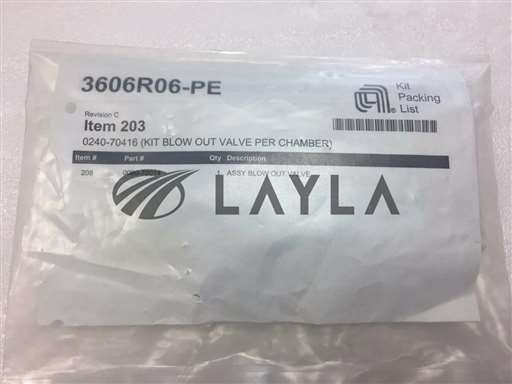 3606R06-PE
Kit
Packing
List
Revision C
Item 203
0240-70416 (KIT BLOW OUT VALVE PER CHAMBER)
Item # Part # Qty Description
208 1 ASSY BLOW OUT VALVE
LAYLA